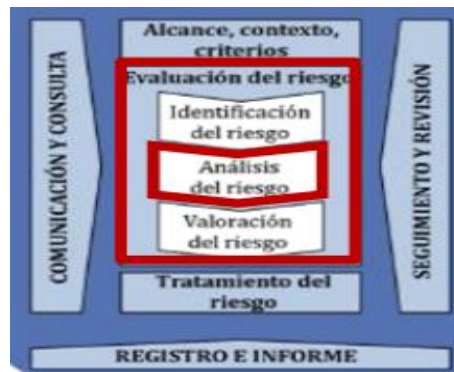 Alcance, contexto,
criterios
Evaluación del riesgo
Identificación
del riesgo
Análisis
del riesgo
Valoración
del riesgo
Tratamiento del
riesgo
COMUNICACIÓN Y CONSULTA
SEGUIMIENTO Y REVISIÓN
REGISTRO E INFORME